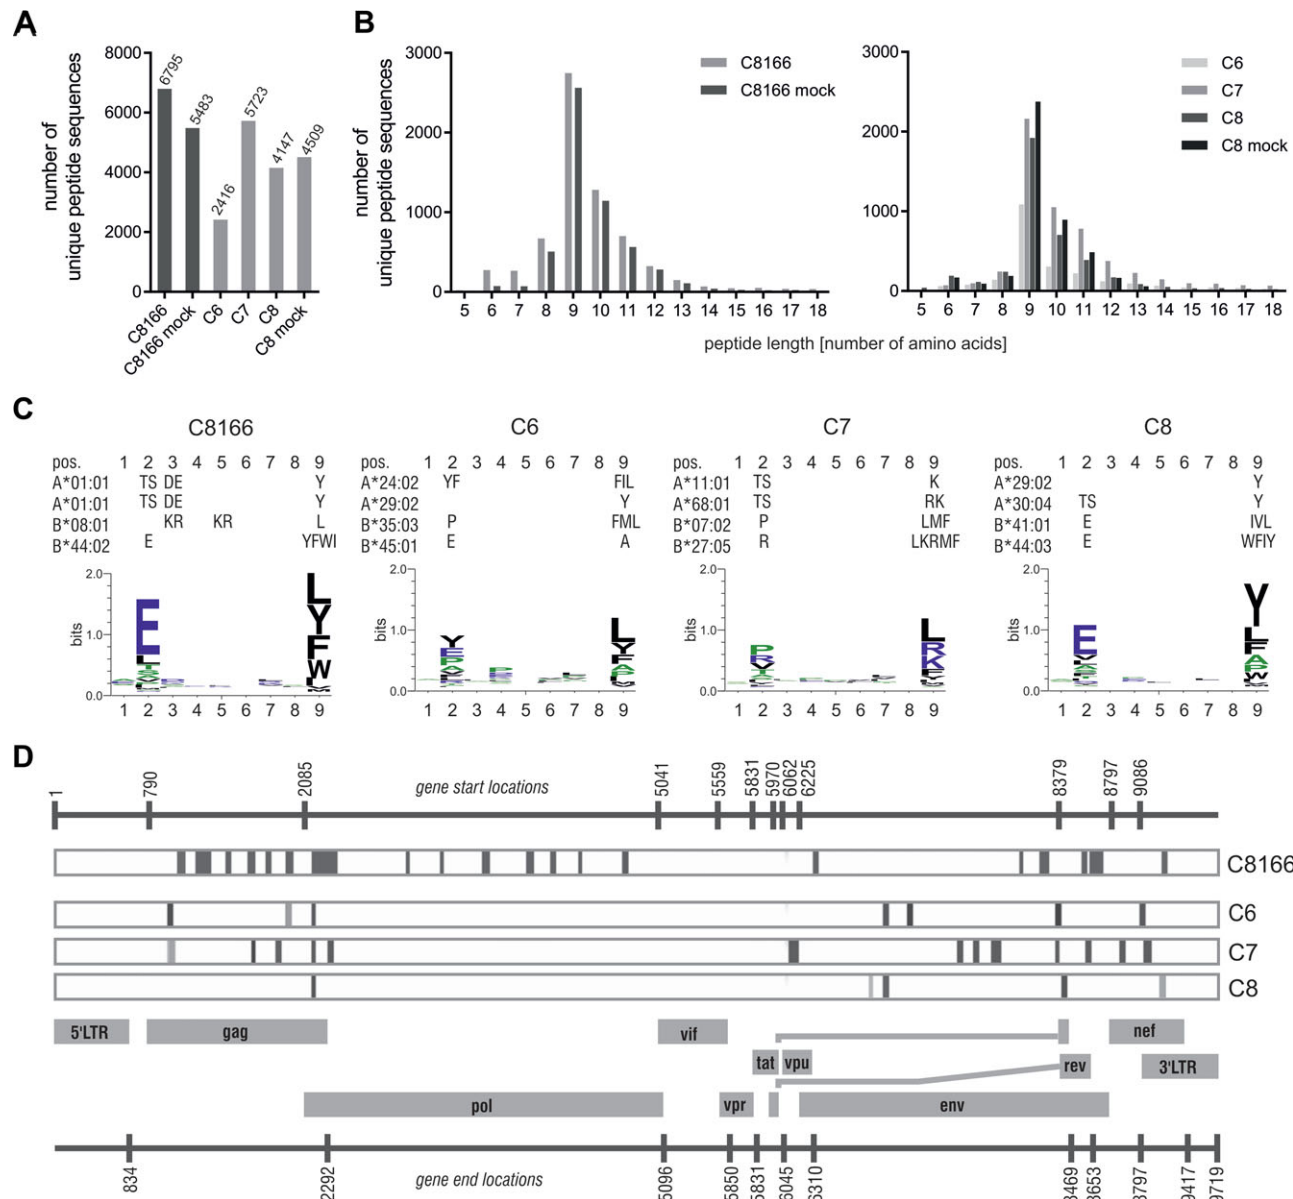 A
number of
unique peptide sequences
8000
6000
4000
2000
0
6795
5483
2416
5723
4147
4509
C8166
C8166 mock
C6
C7
C8
C8 mock
B
number of
unique peptide sequences
3000
2000
1000
0
5 6 7 8 9 10 11 12 13 14 15 16 17 18
C8166
C8166 mock
3000
2000
1000
0
5 6 7 8 9 10 11 12 13 14 15 16 17 18
C6
C7
C8
C8 mock
peptide length [number of amino acids]
C
C8166
pos. 1 2 3 4 5 6 7 8 9
A*01:01 TS DE Y
A*01:01 TS DE Y
B*08:01 KR KR L
B*44:02 E YFWI
bits
2.0
1.0
0.0
E
L
Y
F
W
1 2 3 4 5 6 7 8 9
C6
pos. 1 2 3 4 5 6 7 8 9
A*24:02 YF FIL
A*29:02 Y
B*35:03 P FML
B*45:01 E A
bits
2.0
1.0
0.0
Y
E
P
L
Y
F
A
P
1 2 3 4 5 6 7 8 9
C7
pos. 1 2 3 4 5 6 7 8 9
A*11:01 TS K
A*68:01 TS RK
B*07:02 P LMF
B*27:05 R LKRMF
bits
2.0
1.0
0.0
P
R
V
L
R
K
1 2 3 4 5 6 7 8 9
C8
pos. 1 2 3 4 5 6 7 8 9
A*29:02 Y
A*30:04 TS Y
B*41:01 E IVL
B*44:03 E WFIY
bits
2.0
1.0
0.0
E
Y
L
F
A
P
W
1 2 3 4 5 6 7 8 9
D
1
790
2085
gene start locations
5041
5559
5831
5970
6062
6225
8379
8797
9086
C8166
C6
C7
C8
5'LTR
gag
vif
nef
tat
vpu
rev
3'LTR
pol
vpr
env
834
2292
gene end locations
5096
5850
5831
6045
6310
8469
8653
8797
9417
9719